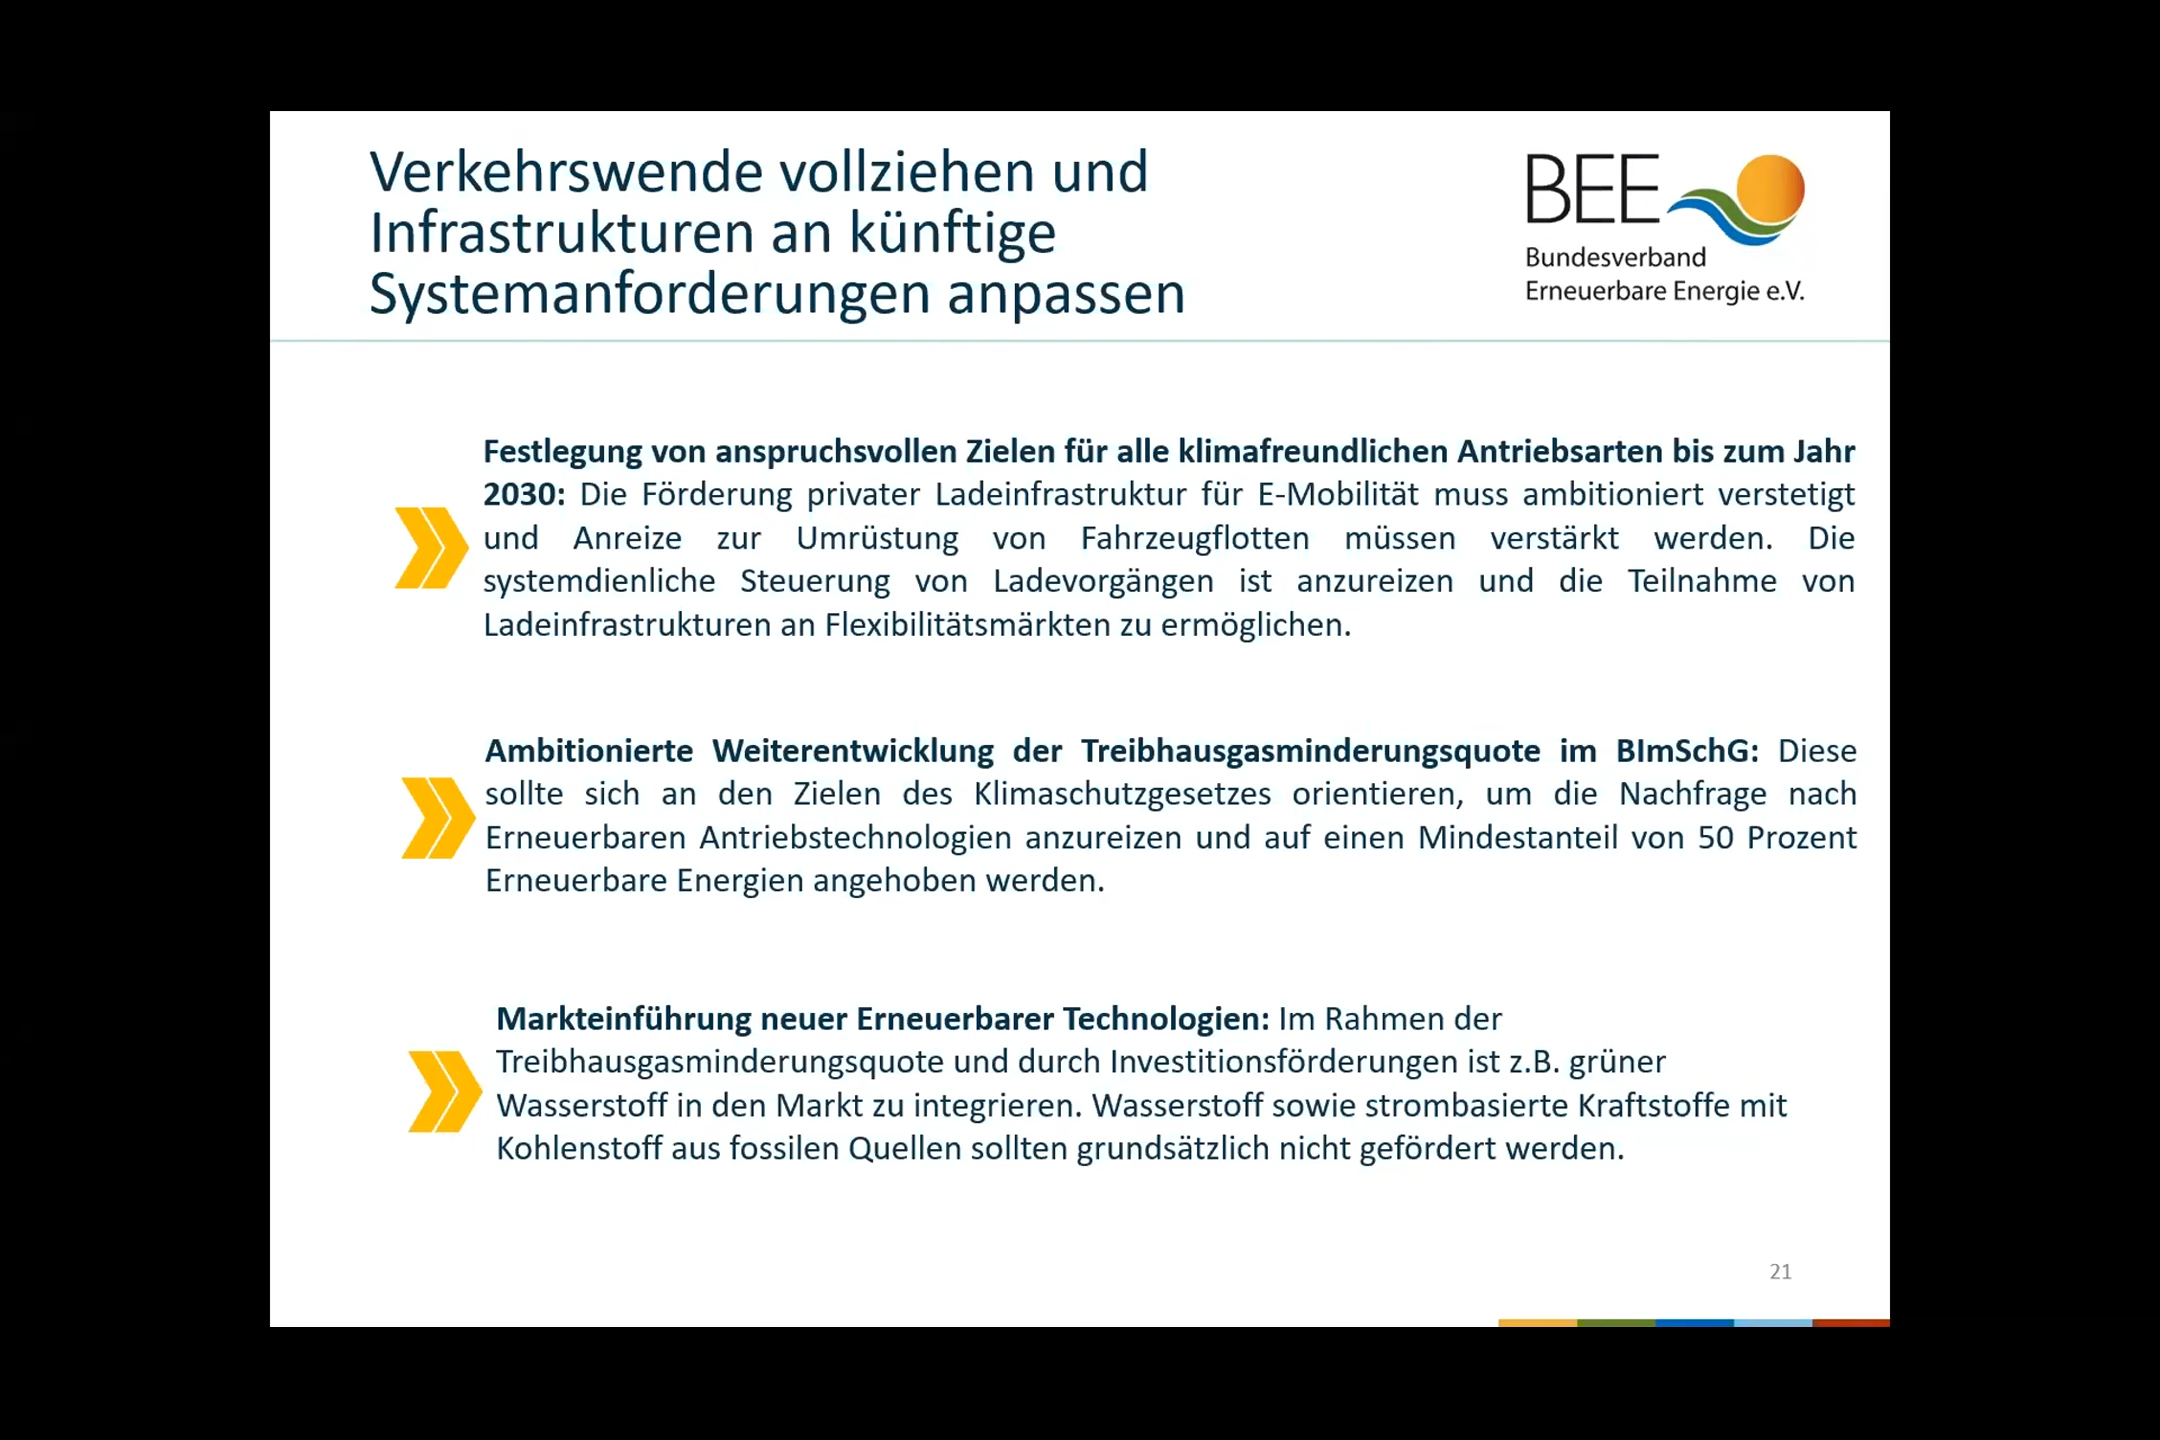 Verkehrswende vollziehen und
Infrastrukturen an künftige
Systemanforderungen anpassen
BEE
Bundesverband
Erneuerbare Energie e.V.
Festlegung von anspruchsvollen Zielen für alle klimafreundlichen Antriebsarten bis zum Jahr
2030: Die Förderung privater Ladeinfrastruktur für E-Mobilität muss ambitioniert verstetigt
und Anreize zur Umrüstung von Fahrzeugflotten müssen verstärkt werden. Die
systemdienliche Steuerung von Ladevorgängen ist anzureizen und die Teilnahme von
Ladeinfrastrukturen an Flexibilitätsmärkten zu ermöglichen.
Ambitionierte Weiterentwicklung der Treibhausgasminderungsquote im BImSchG: Diese
sollte sich an den Zielen des Klimaschutzgesetzes orientieren, um die Nachfrage nach
Erneuerbaren Antriebstechnologien anzureizen und auf einen Mindestanteil von 50 Prozent
Erneuerbare Energien angehoben werden.
Markteinführung neuer Erneuerbarer Technologien: Im Rahmen der
Treibhausgasminderungsquote und durch Investitionsförderungen ist z.B. grüner
Wasserstoff in den Markt zu integrieren. Wasserstoff sowie strombasierte Kraftstoffe mit
Kohlenstoff aus fossilen Quellen sollten grundsätzlich nicht gefördert werden.
21